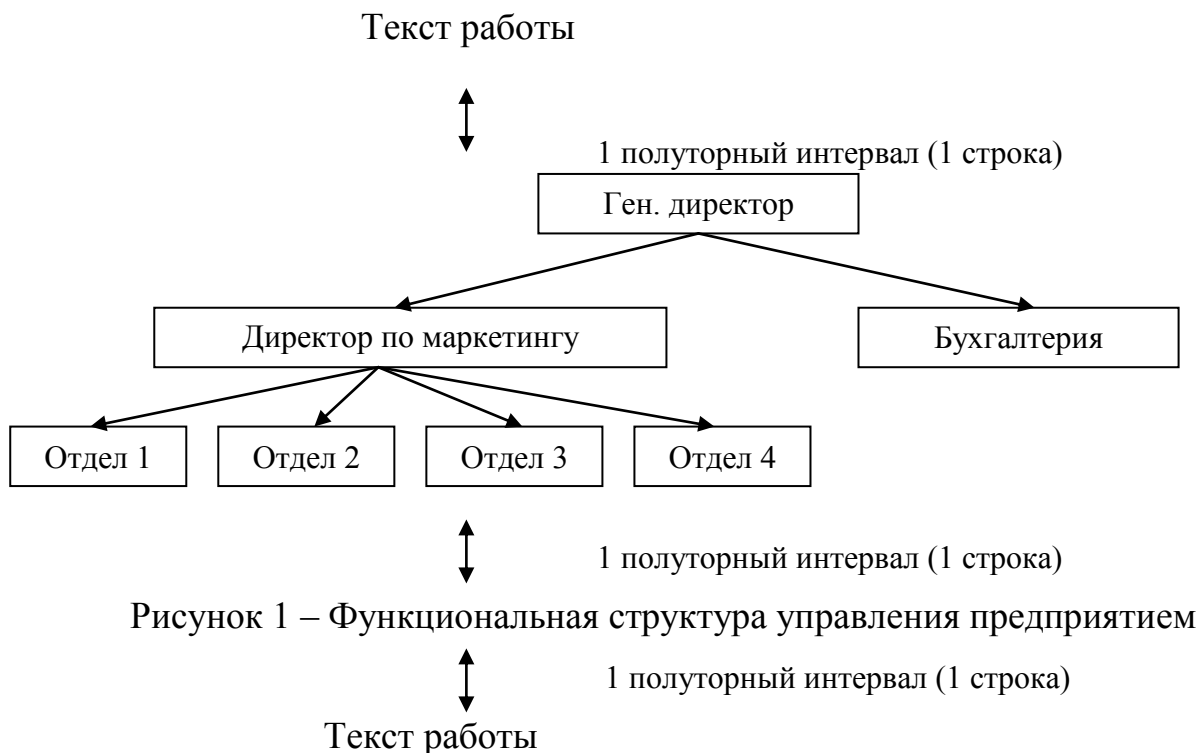 Текст работы
1 полуторный интервал (1 строка)
Ген. директор
Директор по маркетингу
Бухгалтерия
Отдел 1
Отдел 2
Отдел 3
Отдел 4
1 полуторный интервал (1 строка)
Рисунок 1 – Функциональная структура управления предприятием
1 полуторный интервал (1 строка)
Текст работы